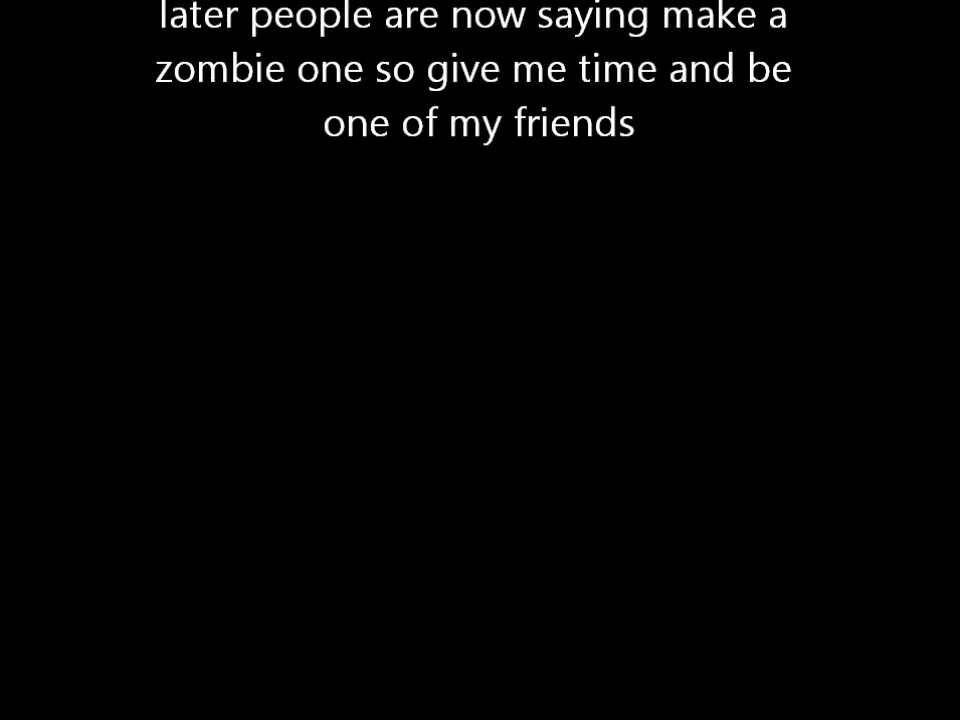 later people are now saying make a
zombie one so give me time and be
one of my friends